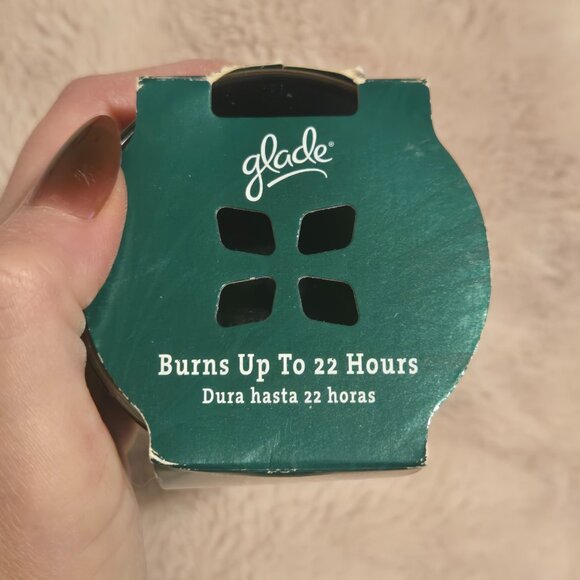 glade®
Burns Up To 22 Hours
Dura hasta 22 horas